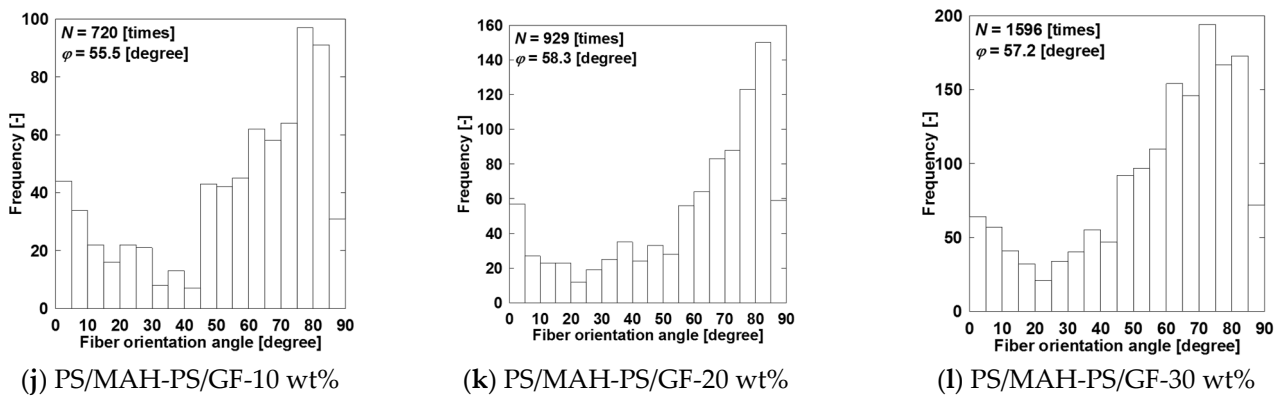 N = 720 [times]
φ = 55.5 [degree]
Frequency [-]
100
80
60
40
20
0
0 10 20 30 40 50 60 70 80 90
Fiber orientation angle [degree]
(j) PS/MAH-PS/GF-10 wt%
N = 929 [times]
φ = 58.3 [degree]
Frequency [-]
160
140
120
100
80
60
40
20
0
0 10 20 30 40 50 60 70 80 90
Fiber orientation angle [degree]
(k) PS/MAH-PS/GF-20 wt%
N = 1596 [times]
φ = 57.2 [degree]
Frequency [-]
200
150
100
50
0
0 10 20 30 40 50 60 70 80 90
Fiber orientation angle [degree]
(l) PS/MAH-PS/GF-30 wt%